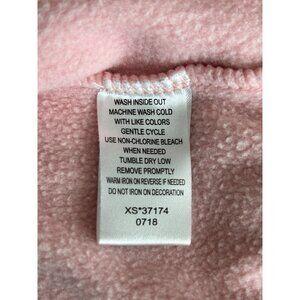 WASH INSIDE OUT
MACHINE WASH COLD
WITH LIKE COLORS
GENTLE CYCLE
USE NON-CHLORINE BLEACH
WHEN NEEDED
TUMBLE DRY LOW
REMOVE PROMPTLY
WARM IRON ON REVERSE IF NEEDED
DO NOT IRON ON DECORATION
XS*37174
0718